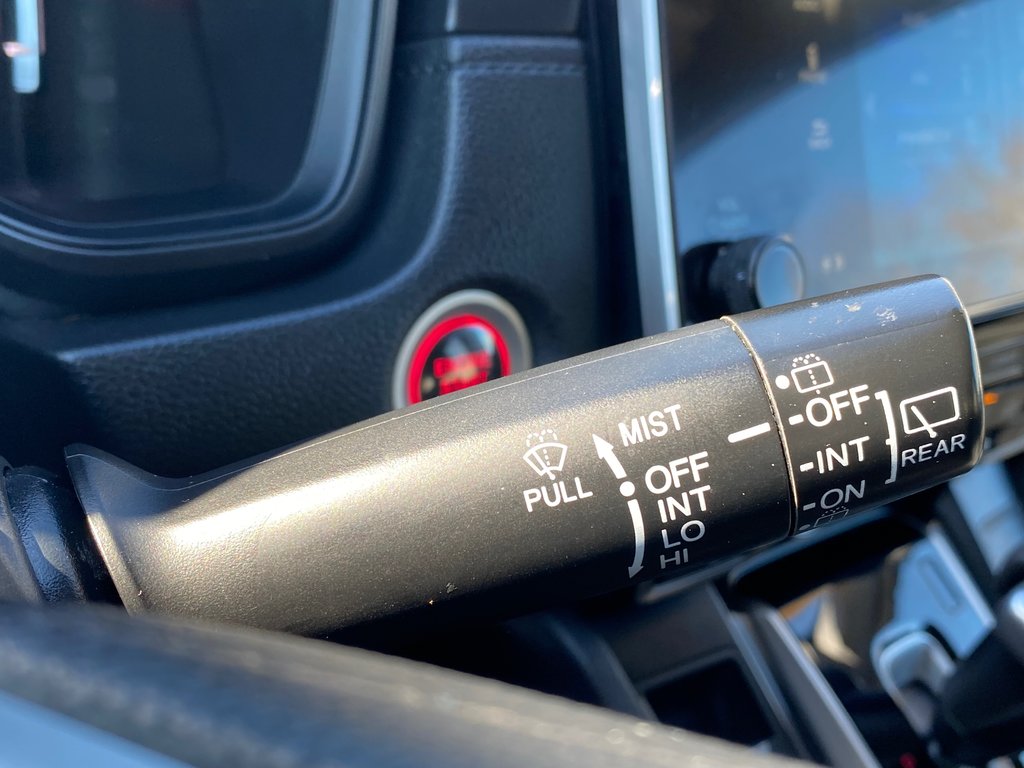 MIST
OFF
INT
LO
HI
PULL
OFF
INT
ON
REAR